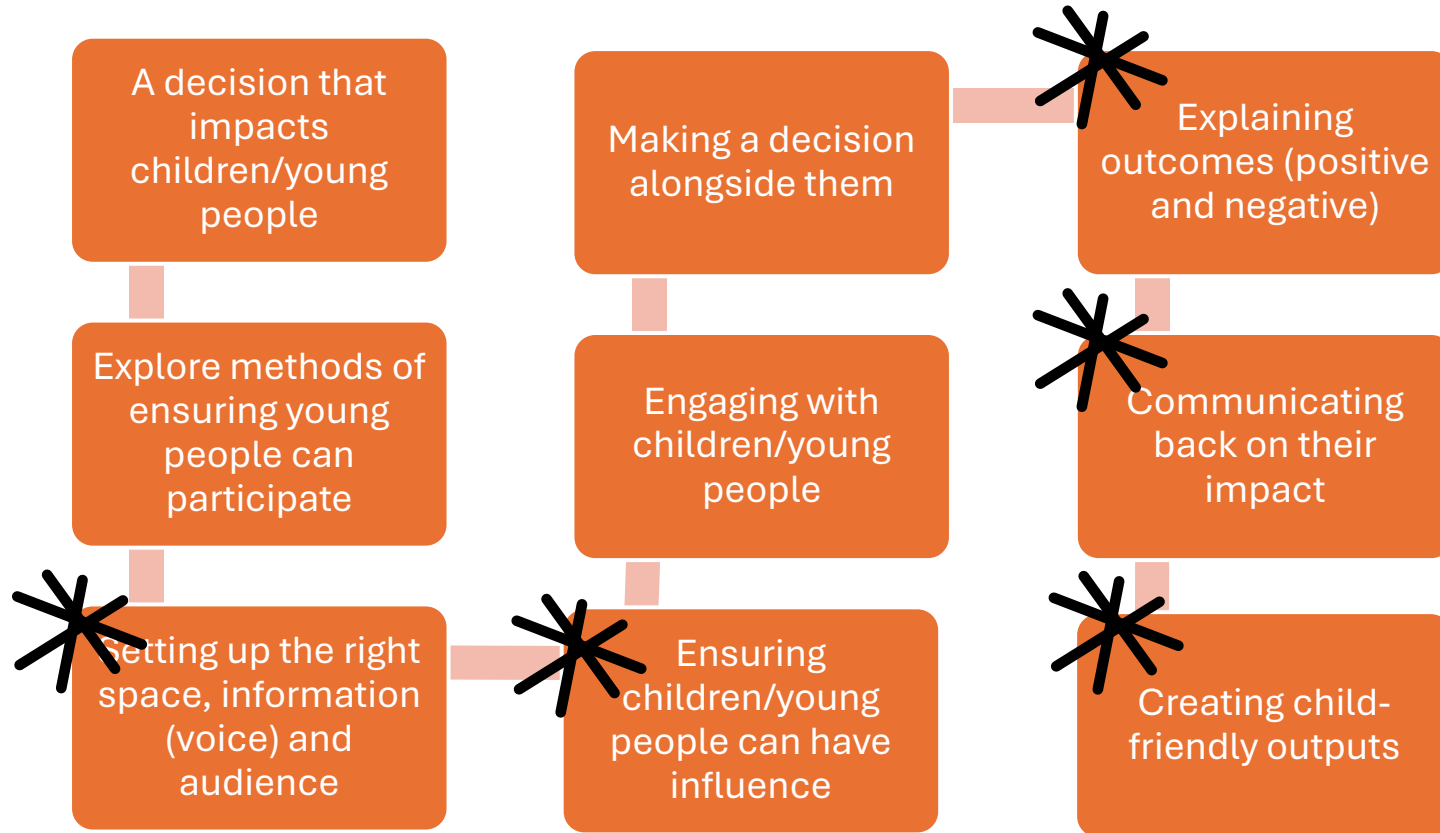 A decision that
impacts
children/young
people
Explore methods of
ensuring young
people can
participate
Setting up the right
space, information
(voice) and
audience
Ensuring
children/young
people can have
influence
Engaging with
children/young
people
Making a decision
alongside them
Explaining
outcomes (positive
and negative)
Communicating
back on their
impact
Creating child-
friendly outputs